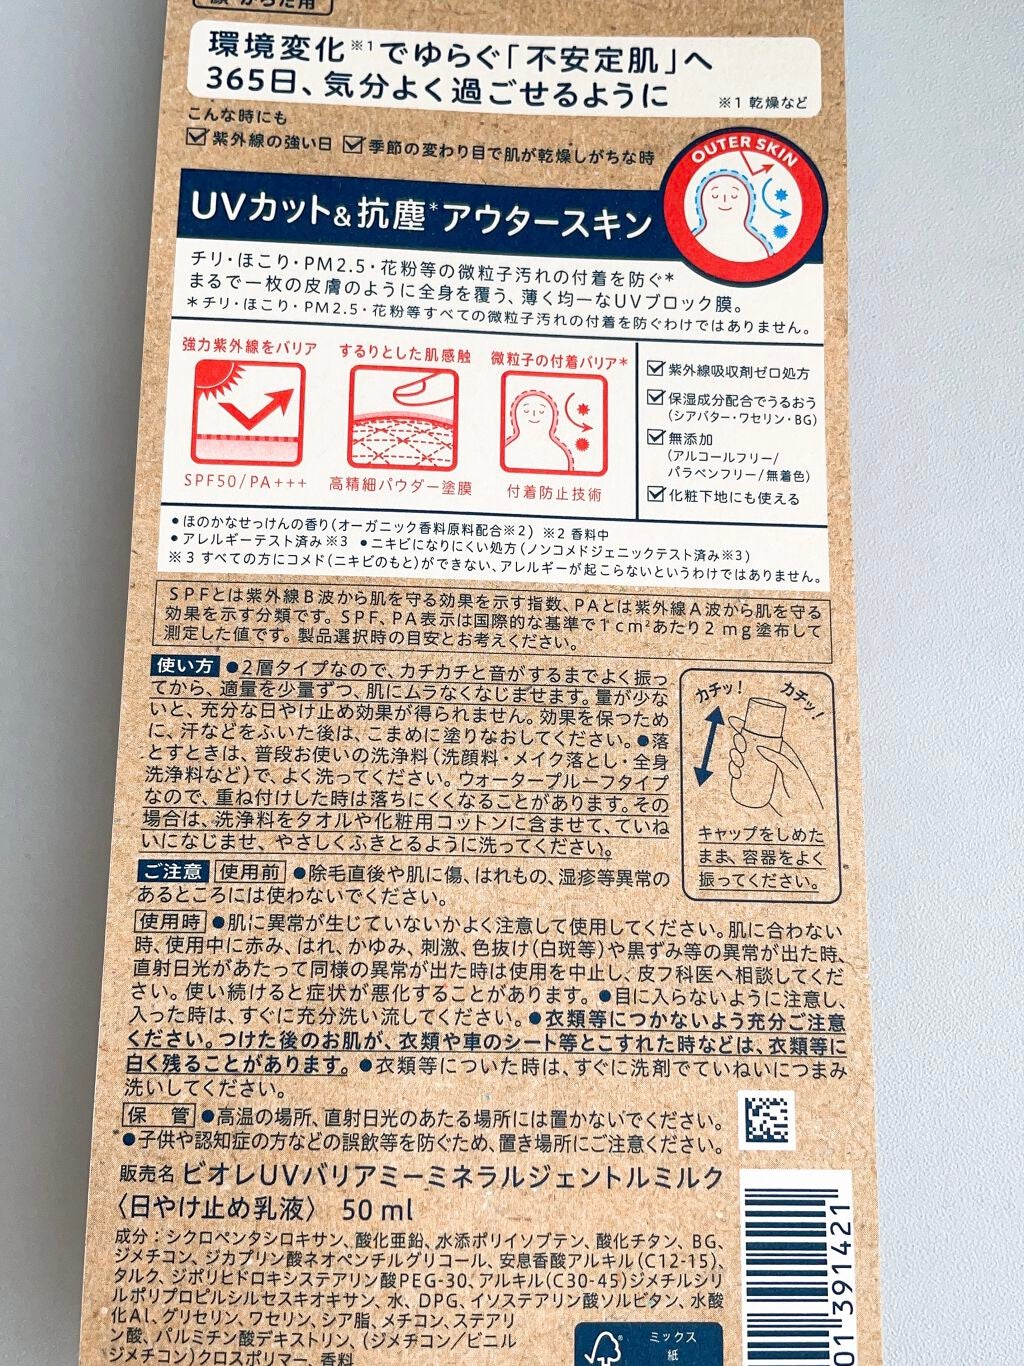 顔・からだ用
環境変化※1でゆらぐ「不安定肌」へ
365日、気分よく過ごせるように
※1 乾燥など
こんな時にも
紫外線の強い日 季節の変わり目で肌が乾燥しがちな時
OUTER SKIN
UVカット&抗塵*アウタースキン
チリ・ほこり・PM2.5・花粉等の微粒子汚れの付着を防ぐ*
まるで一枚の皮膚のように全身を覆う、薄く均一なUVブロック膜。
*チリ・ほこり・PM2.5・花粉等すべての微粒子汚れの付着を防ぐわけではありません。
強力紫外線をバリア
SPF50/PA+++
するりとした肌感触
高精細パウダー塗膜
微粒子の付着バリア*
付着防止技術
紫外線吸収剤ゼロ処方
保湿成分配合でうるおう
(シアバター・ワセリン・BG)
無添加
(アルコールフリー/
パラベンフリー/無着色)
化粧下地にも使える
●ほのかなせっけんの香り(オーガニック香料原料配合※2) ※2 香料中
●アレルギーテスト済み※3 ●ニキビになりにくい処方(ノンコメドジェニックテスト済み※3)
※3 すべての方にコメド(ニキビのもと)ができない、アレルギーが起こらないというわけではありません。
SPFとは紫外線B波から肌を守る効果を示す指数、PAとは紫外線A波から肌を守る
効果を示す分類です。SPF、PA表示は国際的な基準で1cm²あたり2mg塗布して
測定した値です。製品選択時の目安とお考えください。
使い方 ●2層タイプなので、カチカチと音がするまでよく振っ
てから、適量を少量ずつ、肌にムラなくなじませます。量が少な
いと、充分な日やけ止め効果が得られません。効果を保つため
に、汗などをふいた後は、こまめに塗りなおしてください。●落
とすときは、普段お使いの洗浄料(洗顔料・メイク落とし・全身
洗浄料など)で、よく洗ってください。ウォータープルーフタイプ
なので、重ね付けした時は落ちにくくなることがあります。その
場合は、洗浄料をタオルや化粧用コットンに含ませて、ていね
いになじませ、やさしくふきとるように洗ってください。
カチッ! カチッ!
キャップをしめた
まま、容器をよく
振ってください。
ご注意 使用前 ●除毛直後や肌に傷、はれもの、湿疹等異常の
あるところには使わないでください。
使用時 ●肌に異常が生じていないかよく注意して使用してください。肌に合わない
時、使用中に赤み、はれ、かゆみ、刺激、色抜け(白斑等)や黒ずみ等の異常が出た時、
直射日光があたって同様の異常が出た時は使用を中止し、皮フ科医へ相談してくだ
さい。使い続けると症状が悪化することがあります。●目に入らないように注意し、
入った時は、すぐに充分洗い流してください。●衣類等につかないよう充分ご注意
ください。つけた後のお肌が、衣類や車のシート等とこすれた時などは、衣類等に
白く残ることがあります。●衣類等についた時は、すぐに洗剤でていねいにつまみ
洗いしてください。
保 管 ●高温の場所、直射日光のあたる場所には置かないでください。
●子供や認知症の方などの誤飲等を防ぐため、置き場所にご注意ください。
販売名 ビオレUVバリアミーミネラルジェントルミルク
〈日やけ止め乳液〉 50ml
成分:シクロペンタシロキサン、酸化亜鉛、水添ポリイソブテン、酸化チタン、BG、
ジメチコン、ジカプリン酸ネオペンチルグリコール、安息香酸アルキル(C12-15)、
タルク、ジポリヒドロキシステアリン酸PEG-30、アルキル(C30-45)ジメチルシリ
ルポリプロピルシルセスキオキサン、水、DPG、イソステアリン酸ソルビタン、水酸
化Al、グリセリン、ワセリン、シア脂、メチコン、ステアリ
ン酸、パルミチン酸デキストリン、(ジメチコン/ビニル
ジメチコン)クロスポリマー、香料
ミックス
紙
01391421